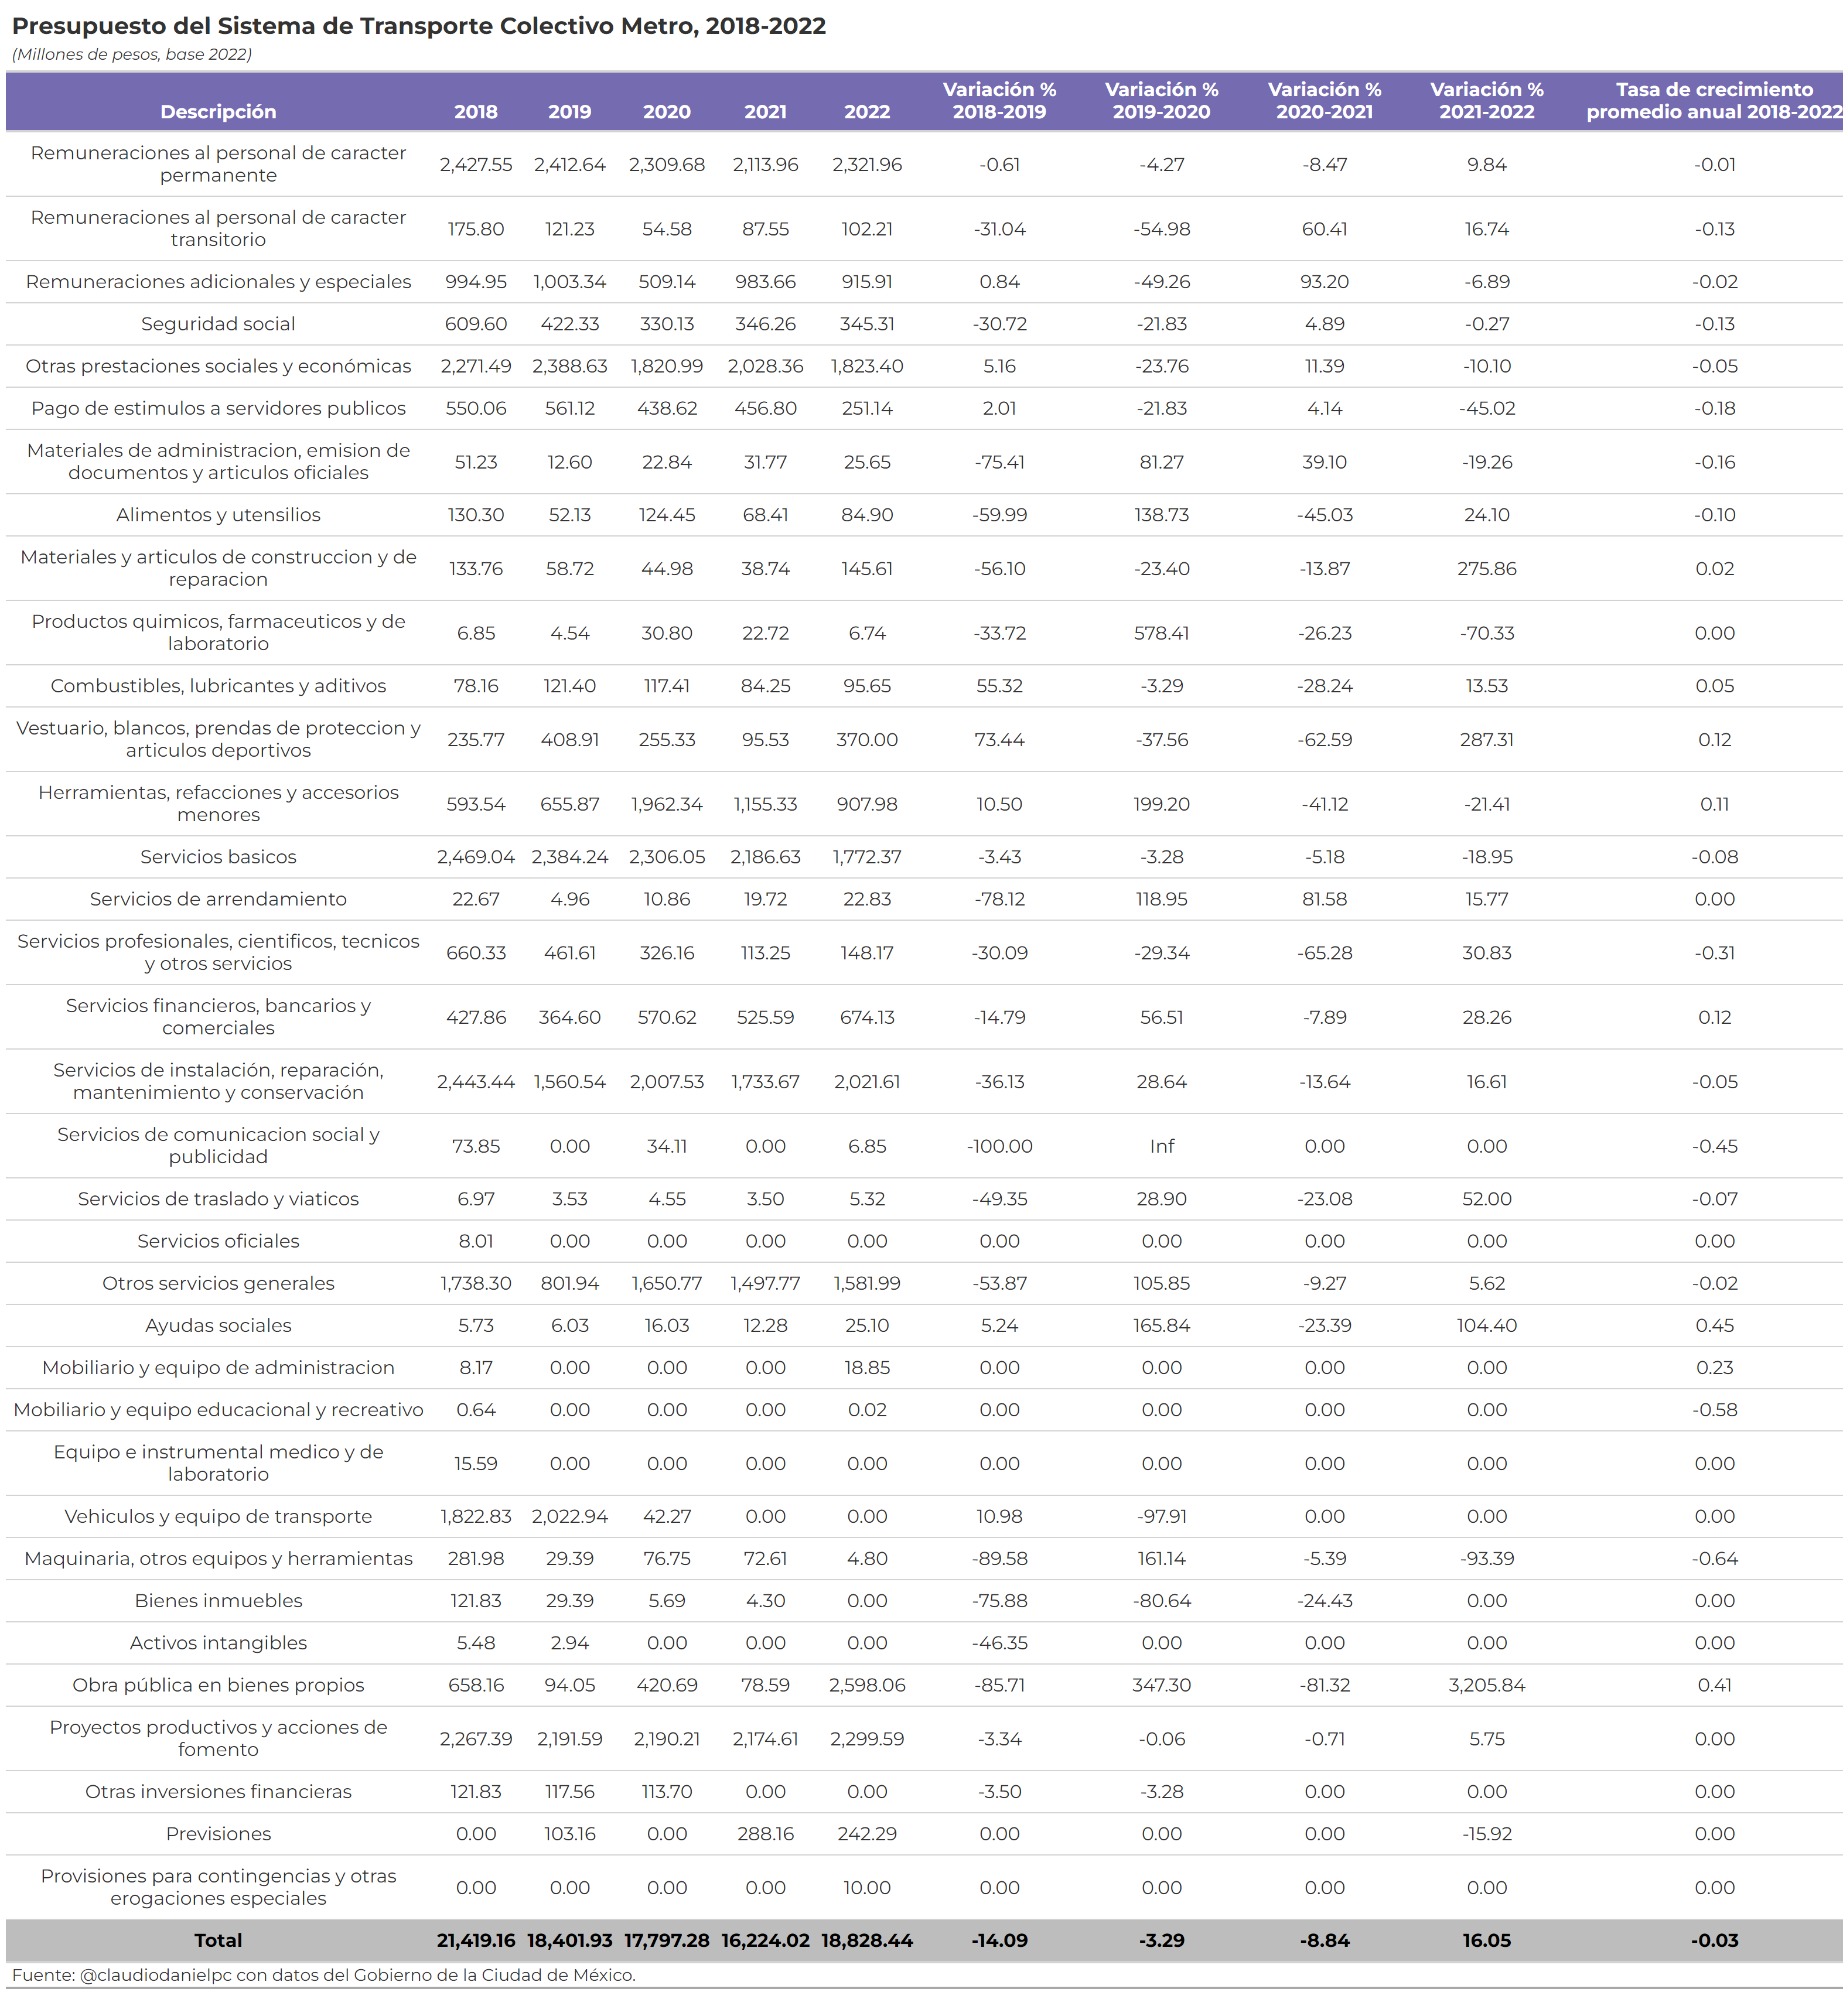 Presupuesto del Sistema de Transporte Colectivo Metro, 2018-2022
(Millones de pesos, base 2022)
Descripción 2018 2019 2020 2021 2022 Variación % 2018-2019 Variación % 2019-2020 Variación % 2020-2021 Variación % 2021-2022 Tasa de crecimiento promedio anual 2018-2022
Remuneraciones al personal de caracter permanente 2,427.55 2,412.64 2,309.68 2,113.96 2,321.96 -0.61 -4.27 -8.47 9.84 -0.01
Remuneraciones al personal de caracter transitorio 175.80 121.23 54.58 87.55 102.21 -31.04 -54.98 60.41 16.74 -0.13
Remuneraciones adicionales y especiales 994.95 1,003.34 509.14 983.66 915.91 0.84 -49.26 93.20 -6.89 -0.02
Seguridad social 609.60 422.33 330.13 346.26 345.31 -30.72 -21.83 4.89 -0.27 -0.13
Otras prestaciones sociales y económicas 2,271.49 2,388.63 1,820.99 2,028.36 1,823.40 5.16 -23.76 11.39 -10.10 -0.05
Pago de estimulos a servidores publicos 550.06 561.12 438.62 456.80 251.14 2.01 -21.83 4.14 -45.02 -0.18
Materiales de administracion, emision de documentos y articulos oficiales 51.23 12.60 22.84 31.77 25.65 -75.41 81.27 39.10 -19.26 -0.16
Alimentos y utensilios 130.30 52.13 124.45 68.41 84.90 -59.99 138.73 -45.03 24.10 -0.10
Materiales y articulos de construccion y de reparacion 133.76 58.72 44.98 38.74 145.61 -56.10 -23.40 -13.87 275.86 0.02
Productos quimicos, farmaceuticos y de laboratorio 6.85 4.54 30.80 22.72 6.74 -33.72 578.41 -26.23 -70.33 0.00
Combustibles, lubricantes y aditivos 78.16 121.40 117.41 84.25 95.65 55.32 -3.29 -28.24 13.53 0.05
Vestuario, blancos, prendas de proteccion y articulos deportivos 235.77 408.91 255.33 95.53 370.00 73.44 -37.56 -62.59 287.31 0.12
Herramientas, refacciones y accesorios menores 593.54 655.87 1,962.34 1,155.33 907.98 10.50 199.20 -41.12 -21.41 0.11
Servicios basicos 2,469.04 2,384.24 2,306.05 2,186.63 1,772.37 -3.43 -3.28 -5.18 -18.95 -0.08
Servicios de arrendamiento 22.67 4.96 10.86 19.72 22.83 -78.12 118.95 81.58 15.77 0.00
Servicios profesionales, cientificos, tecnicos y otros servicios 660.33 461.61 326.16 113.25 148.17 -30.09 -29.34 -65.28 30.83 -0.31
Servicios financieros, bancarios y comerciales 427.86 364.60 570.62 525.59 674.13 -14.79 56.51 -7.89 28.26 0.12
Servicios de instalación, reparación, mantenimiento y conservación 2,443.44 1,560.54 2,007.53 1,733.67 2,021.61 -36.13 28.64 -13.64 16.61 -0.05
Servicios de comunicacion social y publicidad 73.85 0.00 34.11 0.00 6.85 -100.00 Inf 0.00 0.00 -0.45
Servicios de traslado y viaticos 6.97 3.53 4.55 3.50 5.32 -49.35 28.90 -23.08 52.00 -0.07
Servicios oficiales 8.01 0.00 0.00 0.00 0.00 0.00 0.00 0.00 0.00 0.00
Otros servicios generales 1,738.30 801.94 1,650.77 1,497.77 1,581.99 -53.87 105.85 -9.27 5.62 -0.02
Ayudas sociales 5.73 6.03 16.03 12.28 25.10 5.24 165.84 -23.39 104.40 0.45
Mobiliario y equipo de administracion 8.17 0.00 0.00 0.00 18.85 0.00 0.00 0.00 0.00 0.23
Mobiliario y equipo educacional y recreativo 0.64 0.00 0.00 0.00 0.02 0.00 0.00 0.00 0.00 -0.58
Equipo e instrumental medico y de laboratorio 15.59 0.00 0.00 0.00 0.00 0.00 0.00 0.00 0.00 0.00
Vehiculos y equipo de transporte 1,822.83 2,022.94 42.27 0.00 0.00 10.98 -97.91 0.00 0.00 0.00
Maquinaria, otros equipos y herramientas 281.98 29.39 76.75 72.61 4.80 -89.58 161.14 -5.39 -93.39 -0.64
Bienes inmuebles 121.83 29.39 5.69 4.30 0.00 -75.88 -80.64 -24.43 0.00 0.00
Activos intangibles 5.48 2.94 0.00 0.00 0.00 -46.35 0.00 0.00 0.00 0.00
Obra pública en bienes propios 658.16 94.05 420.69 78.59 2,598.06 -85.71 347.30 -81.32 3,205.84 0.41
Proyectos productivos y acciones de fomento 2,267.39 2,191.59 2,190.21 2,174.61 2,299.59 -3.34 -0.06 -0.71 5.75 0.00
Otras inversiones financieras 121.83 117.56 113.70 0.00 0.00 -3.50 -3.28 0.00 0.00 0.00
Previsiones 0.00 103.16 0.00 288.16 242.29 0.00 0.00 0.00 -15.92 0.00
Provisiones para contingencias y otras erogaciones especiales 0.00 0.00 0.00 0.00 10.00 0.00 0.00 0.00 0.00 0.00
Total 21,419.16 18,401.93 17,797.28 16,224.02 18,828.44 -14.09 -3.29 -8.84 16.05 -0.03
Fuente: @claudiodanielpc con datos del Gobierno de la Ciudad de México.